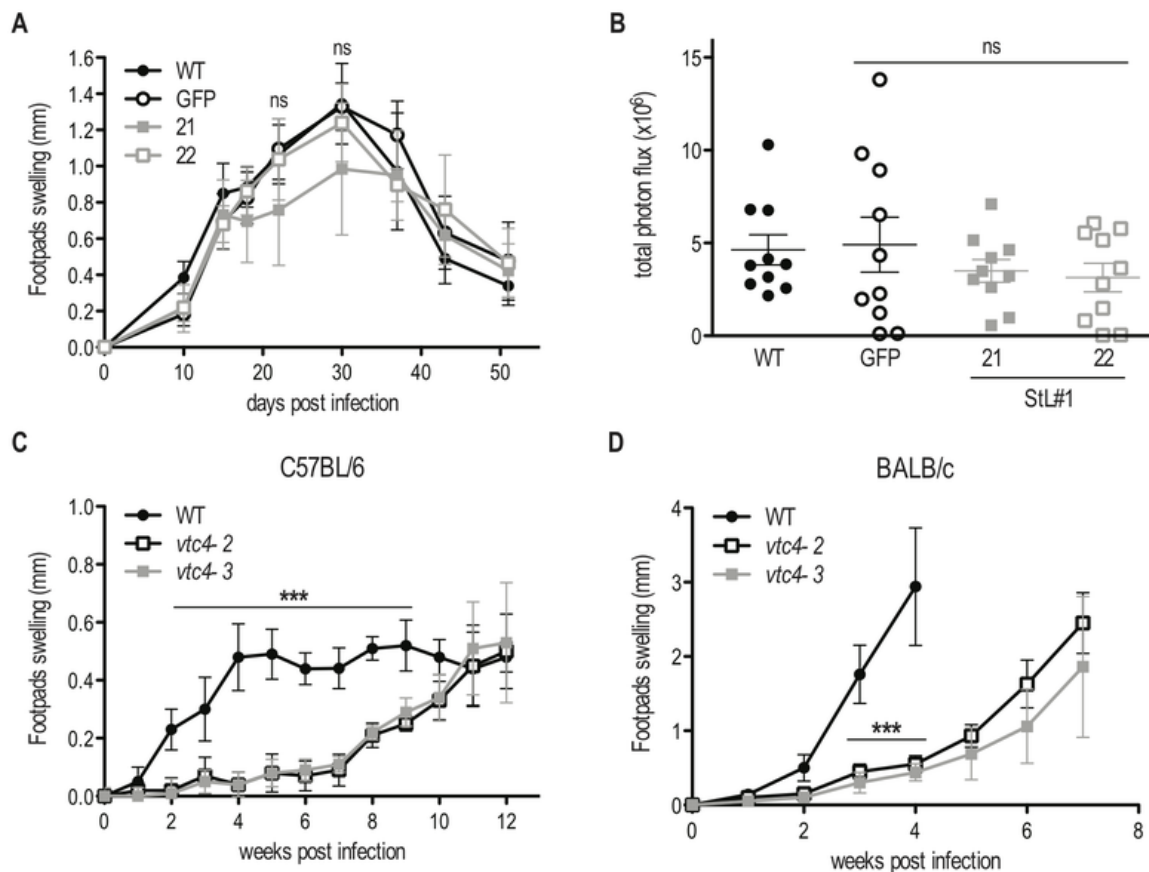 A
ns
ns
WT
GFP
21
22
Footpads swelling (mm)
1.6
1.4
1.2
1.0
0.8
0.6
0.4
0.2
0.0
0 10 20 30 40 50
days post infection
B
ns
total photon flux (x10⁶)
15
10
5
0
WT GFP 21 22
StL#1
C
C57BL/6
WT
vtc4- 2
vtc4- 3
***
Footpads swelling (mm)
1.0
0.8
0.6
0.4
0.2
0.0
0 2 4 6 8 10 12
weeks post infection
D
BALB/c
WT
vtc4- 2
vtc4- 3
***
Footpads swelling (mm)
4
3
2
1
0
0 2 4 6 8
weeks post infection